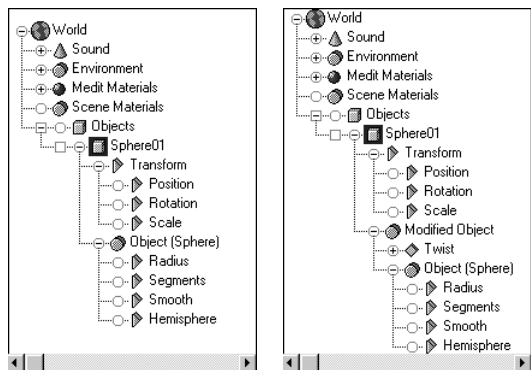 World
Sound
Environment
Medit Materials
Scene Materials
Objects
Sphere01
Transform
Position
Rotation
Scale
Object (Sphere)
Radius
Segments
Smooth
Hemisphere
World
Sound
Environment
Medit Materials
Scene Materials
Objects
Sphere01
Transform
Position
Rotation
Scale
Modified Object
Twist
Object (Sphere)
Radius
Segments
Smooth
Hemisphere